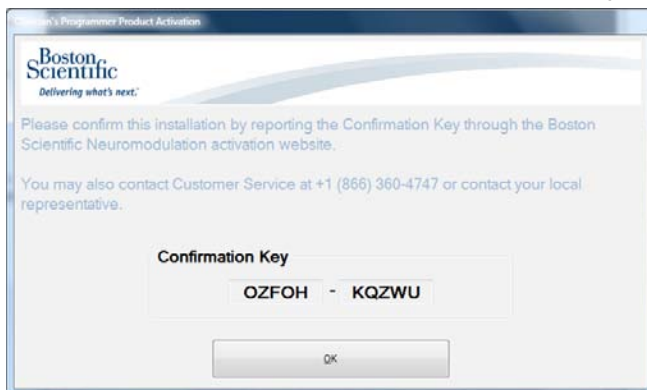 Clinician's Programmer Product Activation
Boston
Scientific
Delivering what's next.™
Please confirm this installation by reporting the Confirmation Key through the Boston
Scientific Neuromodulation activation website.
You may also contact Customer Service at +1 (866) 360-4747 or contact your local
representative.
Confirmation Key
OZFOH - KQZWU
OK